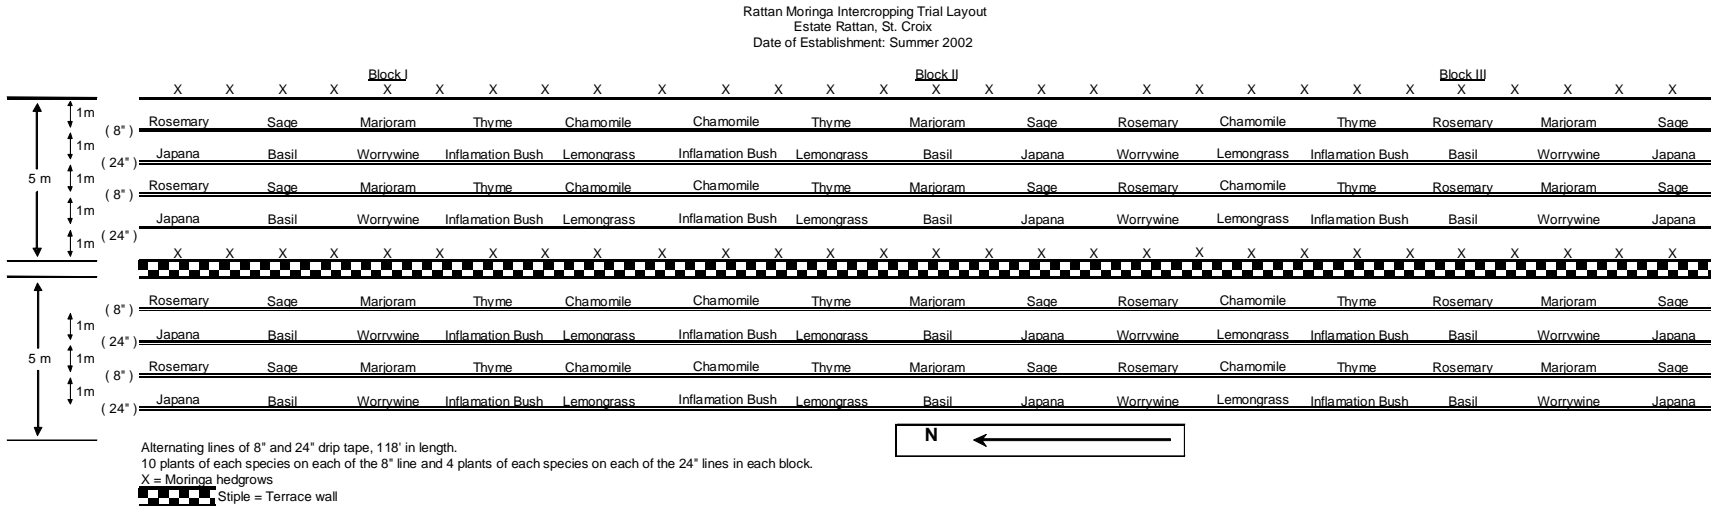 Rattan Moringa Intercropping Trial Layout
Estate Rattan, St. Croix
Date of Establishment: Summer 2002
Block I Block II Block III
X X X X X X X X X X X X X X X X X X X X X X X X X X X X X
1m
Rosemary Sage Marjoram Thyme Chamomile Chamomile Thyme Marjoram Sage Rosemary Chamomile Thyme Rosemary Marjoram Sage
( 8" )
1m
Japana Basil Worrywine Inflamation Bush Lemongrass Inflamation Bush Lemongrass Basil Japana Worrywine Lemongrass Inflamation Bush Basil Worrywine Japana
( 24" )
5 m 1m
Rosemary Sage Marjoram Thyme Chamomile Chamomile Thyme Marjoram Sage Rosemary Chamomile Thyme Rosemary Marjoram Sage
( 8" )
1m
Japana Basil Worrywine Inflamation Bush Lemongrass Inflamation Bush Lemongrass Basil Japana Worrywine Lemongrass Inflamation Bush Basil Worrywine Japana
( 24" )
1m
X X X X X X X X X X X X X X X X X X X X X X X X X X X X X
Rosemary Sage Marjoram Thyme Chamomile Chamomile Thyme Marjoram Sage Rosemary Chamomile Thyme Rosemary Marjoram Sage
( 8" )
1m
Japana Basil Worrywine Inflamation Bush Lemongrass Inflamation Bush Lemongrass Basil Japana Worrywine Lemongrass Inflamation Bush Basil Worrywine Japana
( 24" )
5 m 1m
Rosemary Sage Marjoram Thyme Chamomile Chamomile Thyme Marjoram Sage Rosemary Chamomile Thyme Rosemary Marjoram Sage
( 8" )
1m
Japana Basil Worrywine Inflamation Bush Lemongrass Inflamation Bush Lemongrass Basil Japana Worrywine Lemongrass Inflamation Bush Basil Worrywine Japana
( 24" )
N
Alternating lines of 8" and 24" drip tape, 118' in length.
10 plants of each species on each of the 8" line and 4 plants of each species on each of the 24" lines in each block.
X = Moringa hedgrows
Stiple = Terrace wall